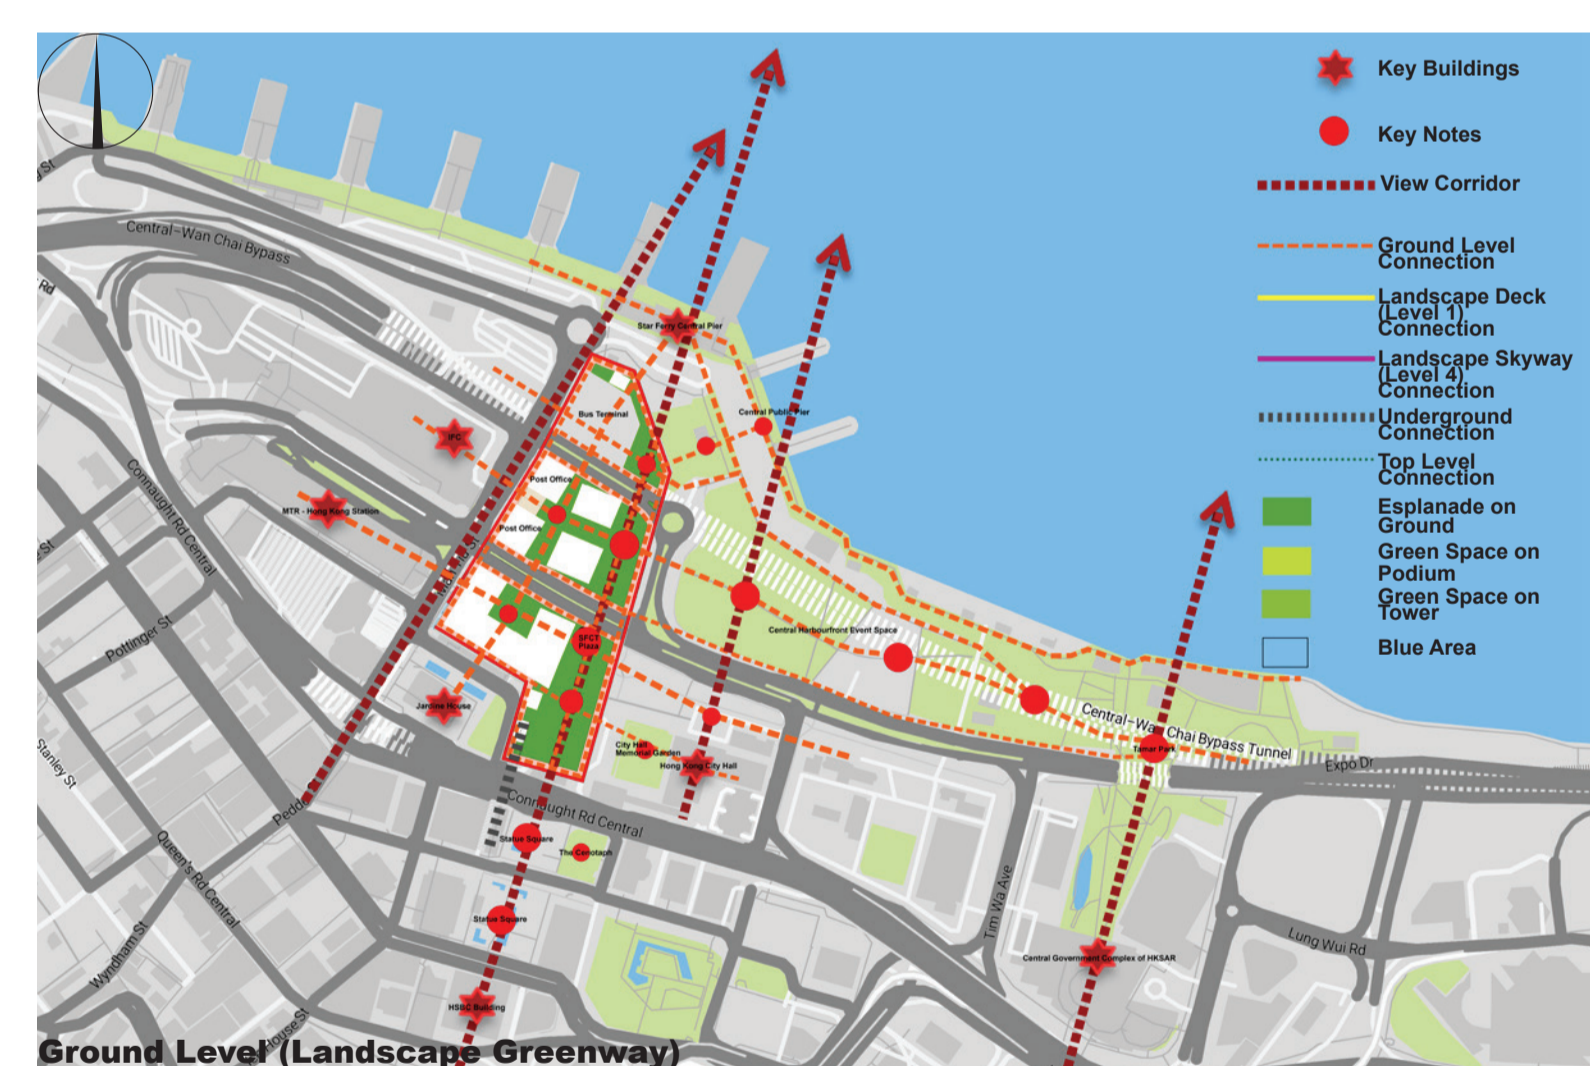 Key Buildings
Key Notes
View Corridor
Ground Level
Connection
Landscape Deck
(Level 1)
Connection
Landscape Skyway
(Level 4)
Connection
Underground
Connection
Top Level
Connection
Esplanade on
Ground
Green Space on
Podium
Green Space on
Tower
Blue Area
Central-Wan Chai Bypass
Rd
Star Ferry Central Pier
Bus Terminal
Central Public Pier
IFC
Post Office
MTR - Hong Kong Station
Post Office
Connaught Rd Central
St
Pottinger St
SFCT
Plaza
Central Harbourfront Event Space
Jardine House
City Hall
Memorial Garden
Hong Kong City Hall
Chai Bypass Tunnel
Tamar Park
Expo Dr
Stanley St
Connaught Rd Central
Statue Square
The Cenotaph
Queen's Rd Central
Statue Square
Tim Wa Ave
Wyndham St
Lung Wui Rd
Central Government Complex of HKSAR
HSBC Building
House St
Ground Level (Landscape Greenway)